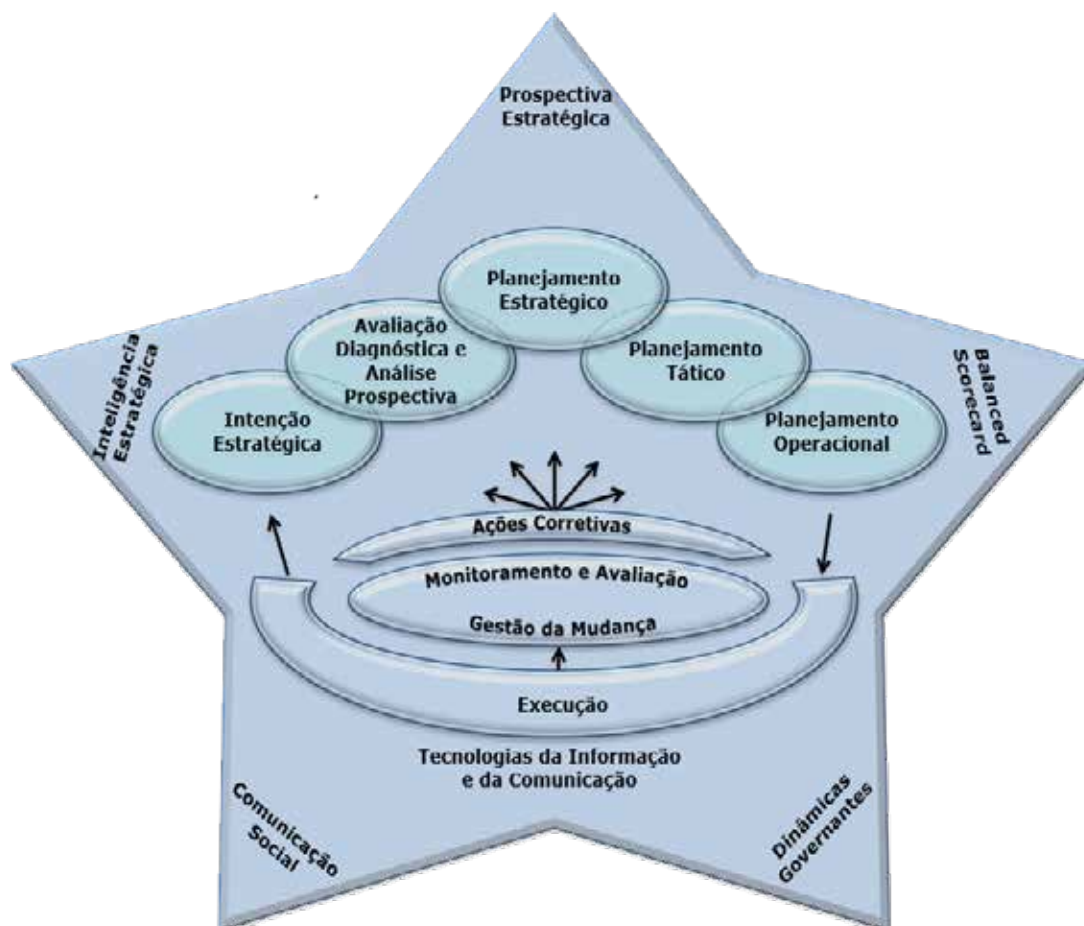 Prospectiva
Estratégica
Planejamento
Estratégico
Avaliação
Diagnóstica e
Análise
Prospectiva
Planejamento
Tático
Inteligência
Estratégica
Balanced
Scorecard
Intenção
Estratégica
Planejamento
Operacional
Ações Corretivas
Monitoramento e Avaliação
Gestão da Mudança
Execução
Tecnologias da Informação
e da Comunicação
Comunicação
Social
Dinâmicas
Governantes